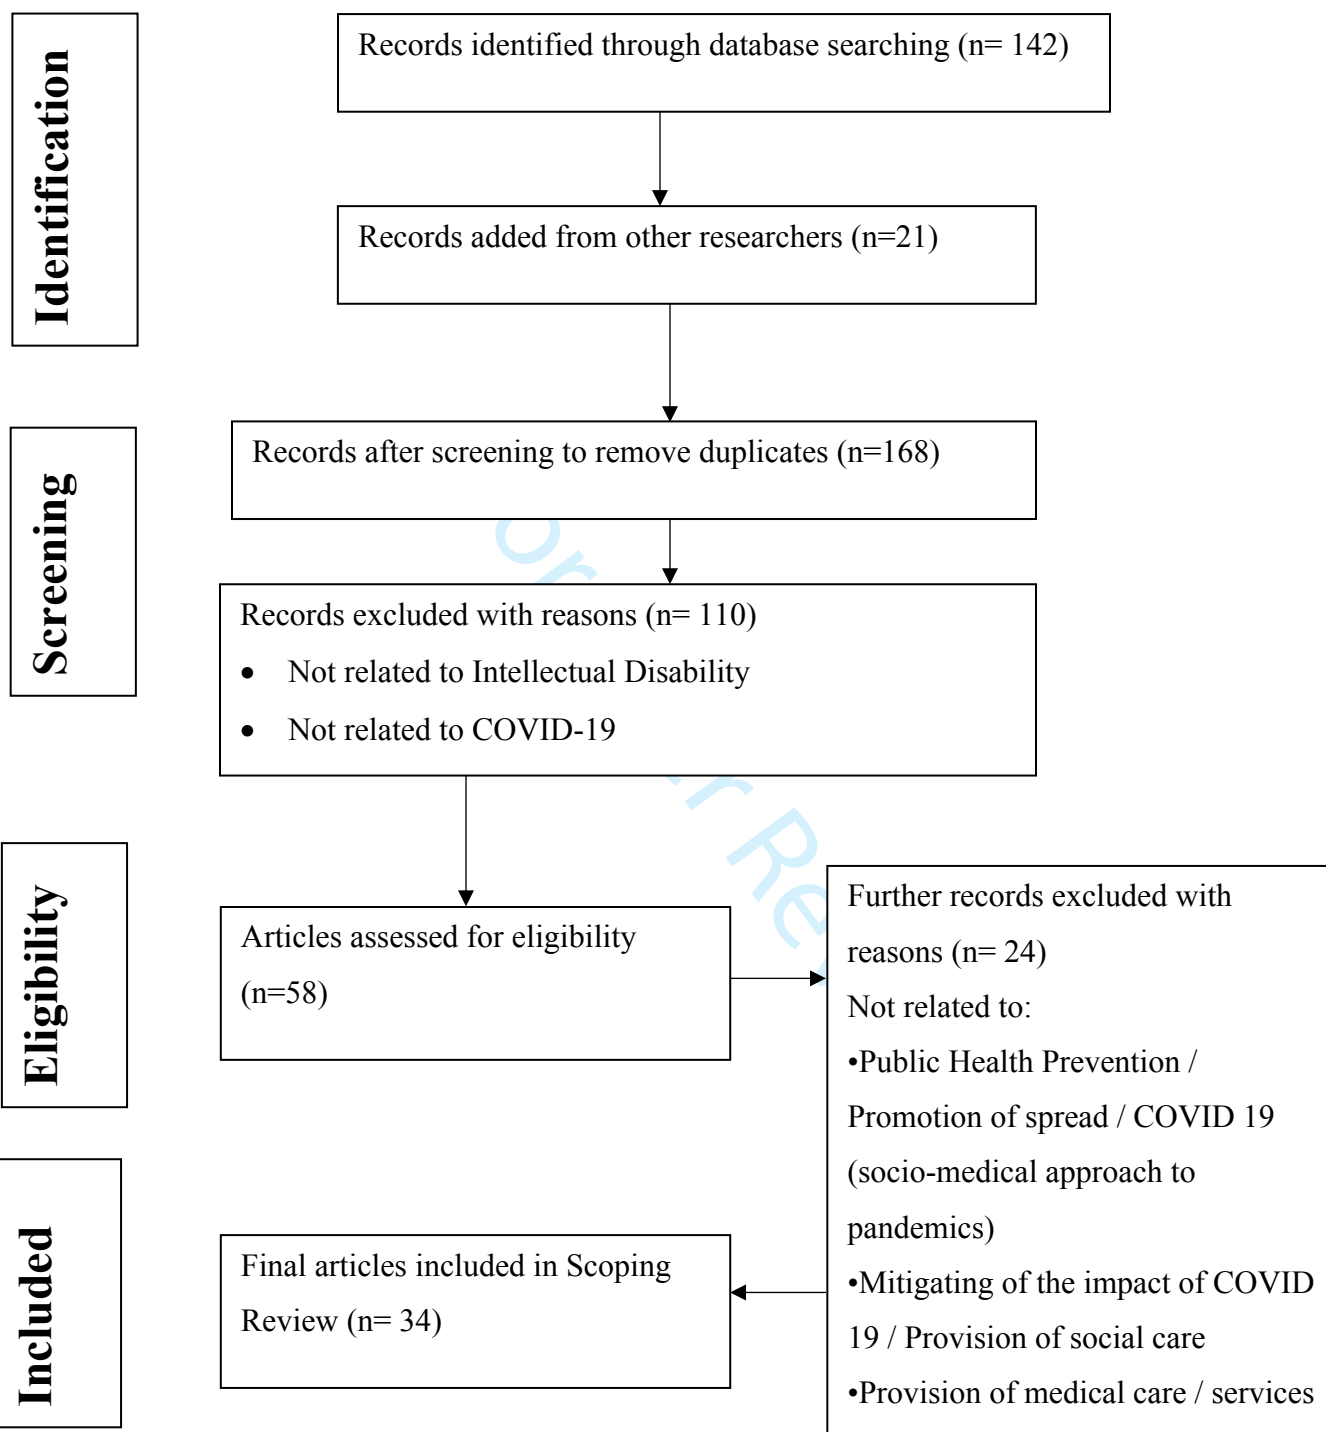 Identification
Records identified through database searching (n= 142)
Records added from other researchers (n=21)
Screening
Records after screening to remove duplicates (n=168)
Records excluded with reasons (n= 110)
• Not related to Intellectual Disability
• Not related to COVID-19
Eligibility
Articles assessed for eligibility
(n=58)
Further records excluded with
reasons (n= 24)
Not related to:
•Public Health Prevention /
Promotion of spread / COVID 19
(socio-medical approach to
pandemics)
•Mitigating of the impact of COVID
19 / Provision of social care
•Provision of medical care / services
Included
Final articles included in Scoping
Review (n= 34)